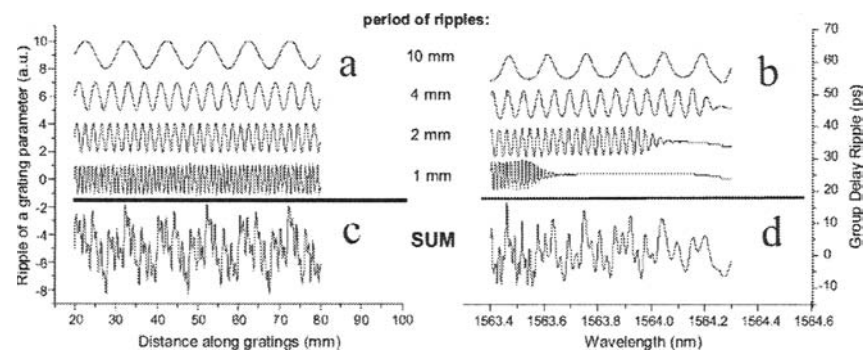 period of ripples:
Ripple of a grating parameter (a.u.)
10
8
6
4
2
0
-2
-4
-6
-8
a
c
20 30 40 50 60 70 80 90 100
Distance along gratings (mm)
10 mm
4 mm
2 mm
1 mm
SUM
b
d
70
60
50
40
30
20
10
0
-10
Group Delay Ripple (ps)
1563.4 1563.6 1563.8 1564.0 1564.2 1564.4 1564.6
Wavelength (nm)